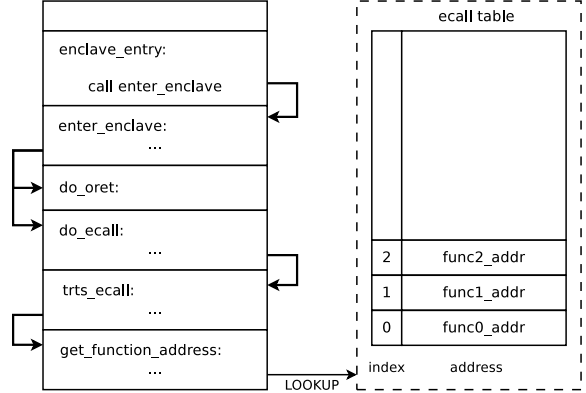 enclave_entry:
call enter_enclave
enter_enclave:
...
do_oret:
do_ecall:
...
trts_ecall:
...
get_function_address:
...
LOOKUP
ecall table
2 func2_addr
1 func1_addr
0 func0_addr
index address